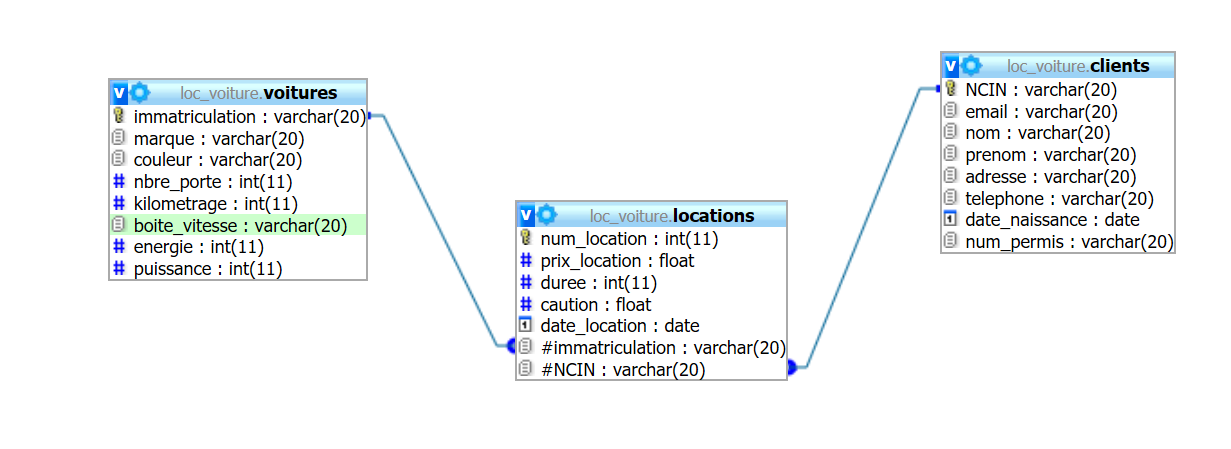 v loc_voiture.voitures
immatriculation : varchar(20)
marque : varchar(20)
couleur : varchar(20)
# nbre_porte : int(11)
# kilometrage : int(11)
boite_vitesse : varchar(20)
# energie : int(11)
# puissance : int(11)
v loc_voiture.locations
num_location : int(11)
# prix_location : float
# duree : int(11)
# caution : float
1 date_location : date
#immatriculation : varchar(20)
#NCIN : varchar(20)
v loc_voiture.clients
NCIN : varchar(20)
email : varchar(20)
nom : varchar(20)
prenom : varchar(20)
adresse : varchar(20)
telephone : varchar(20)
1 date_naissance : date
num_permis : varchar(20)